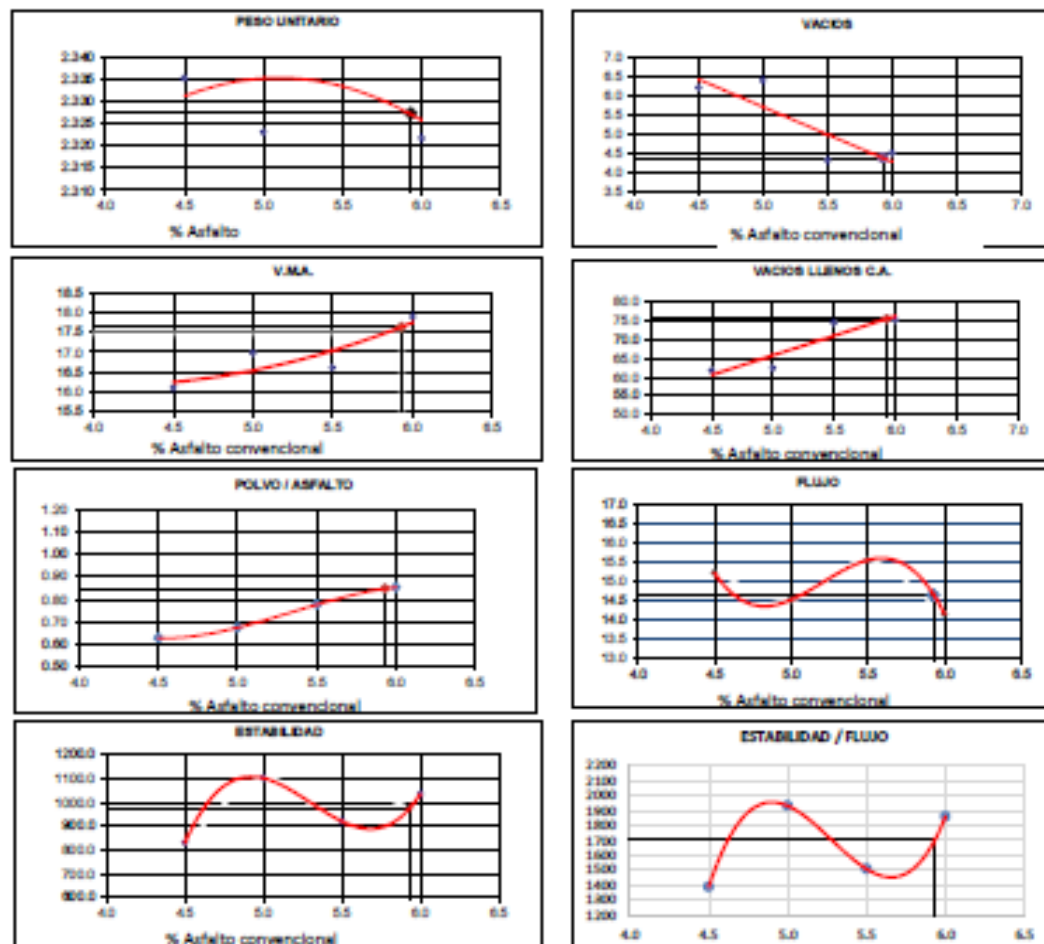 PESO UNITARIO
2.340
2.335
2.330
2.325
2.320
2.315
2.310
4.0 4.5 5.0 5.5 6.0 6.5
% Asfalto
VACIOS
7.0
6.5
6.0
5.5
5.0
4.5
4.0
3.5
4.0 4.5 5.0 5.5 6.0 6.5 7.0
% Asfalto convencional
V.M.A.
18.5
18.0
17.5
17.0
16.5
16.0
15.5
4.0 4.5 5.0 5.5 6.0 6.5
% Asfalto convencional
VACIOS LLENOS C.A.
80.0
75.0
70.0
65.0
60.0
55.0
50.0
4.0 4.5 5.0 5.5 6.0 6.5 7.0
% Asfalto convencional
POLVO / ASFALTO
1.20
1.10
1.00
0.90
0.80
0.70
0.60
0.50
4.0 4.5 5.0 5.5 6.0 6.5
% Asfalto convencional
FLUJO
17.0
16.5
16.0
15.5
15.0
14.5
14.0
13.5
13.0
4.0 4.5 5.0 5.5 6.0 6.5
% Asfalto convencional
ESTABILIDAD
1200.0
1100.0
1000.0
900.0
800.0
700.0
600.0
4.0 4.5 5.0 5.5 6.0 6.5
% Asfalto convencional
ESTABILIDAD / FLUJO
2200
2100
2000
1900
1800
1700
1600
1500
1400
1300
1200
4.0 4.5 5.0 5.5 6.0 6.5